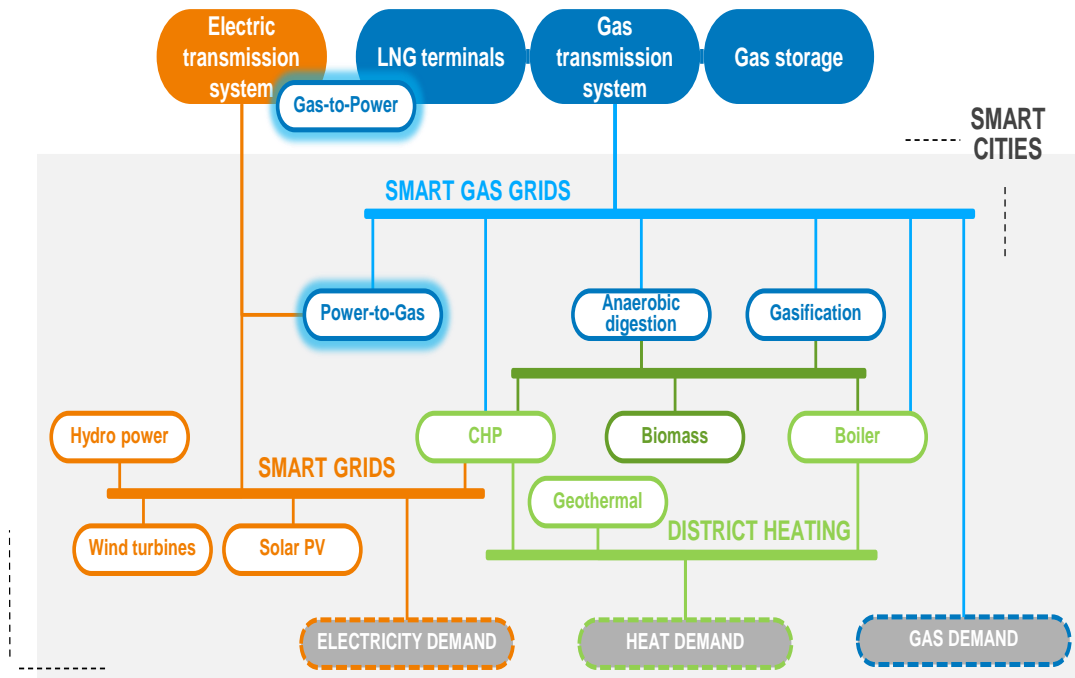 Electric
transmission
system
LNG terminals
Gas
transmission
system
Gas storage
Gas-to-Power
SMART
CITIES
SMART GAS GRIDS
Power-to-Gas
Anaerobic
digestion
Gasification
Hydro power
CHP
Biomass
Boiler
SMART GRIDS
Geothermal
Wind turbines
Solar PV
DISTRICT HEATING
ELECTRICITY DEMAND
HEAT DEMAND
GAS DEMAND